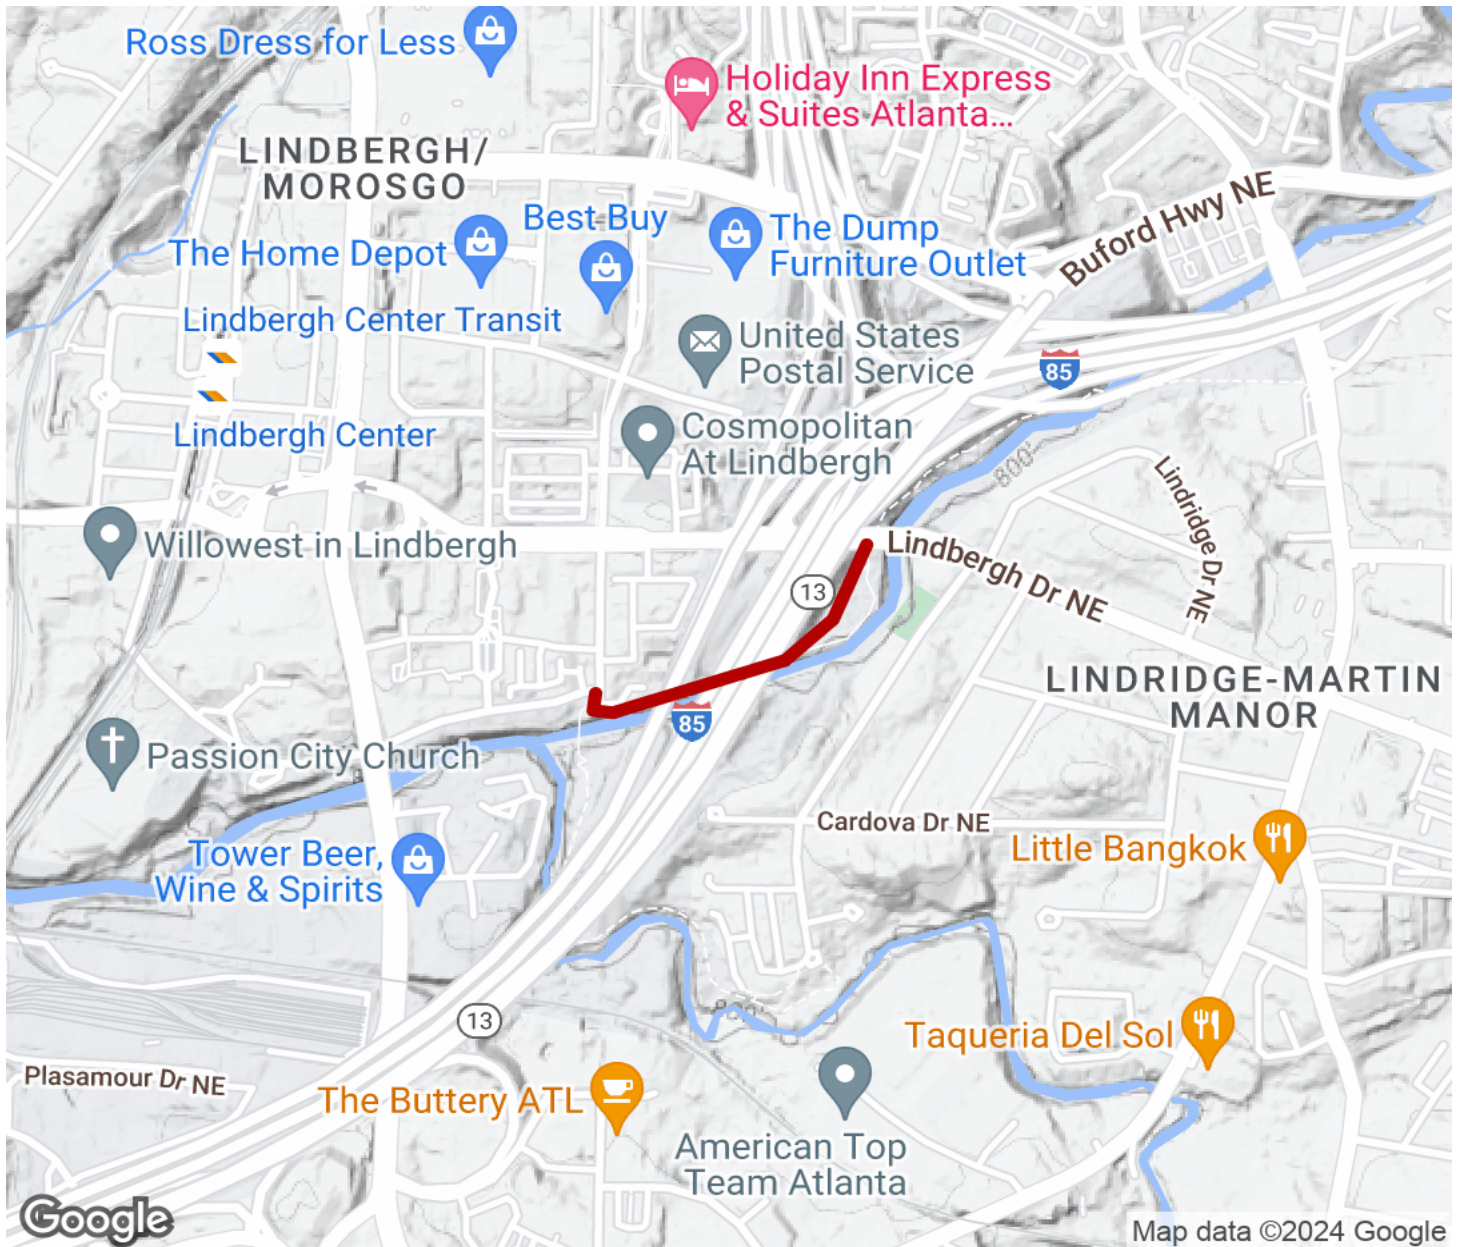 Ross Dress for Less
Holiday Inn Express
& Suites Atlanta...
LINDBERGH/
MOROSGO
Buford Hwy NE
Best Buy
The Home Depot
The Dump
Furniture Outlet
Lindbergh Center Transit
United States
Postal Service
85
Lindbergh Center
Cosmopolitan
At Lindbergh
800'
Lindridge Dr NE
Willowest in Lindbergh
Lindbergh Dr NE
13
LINDRIDGE-MARTIN
MANOR
85
Passion City Church
Cardova Dr NE
Little Bangkok
Tower Beer,
Wine & Spirits
800'
13
Taqueria Del Sol
Plasamour Dr NE
The Buttery ATL
American Top
Team Atlanta
Google
Map data ©2024 Google